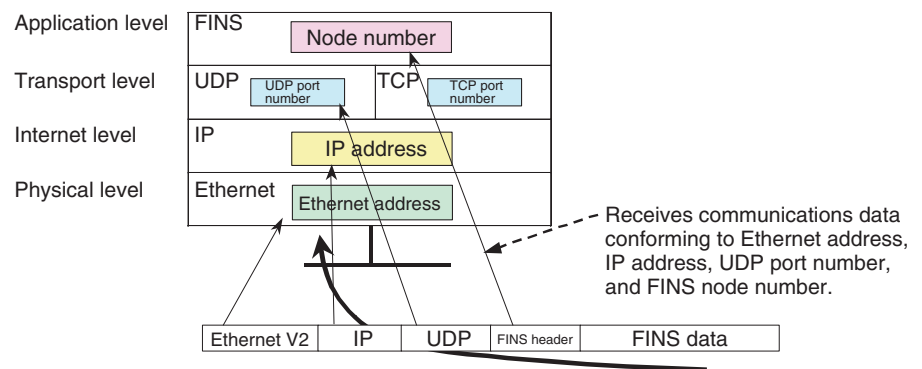 Application level
FINS
Node number
Transport level
UDP
UDP port
number
TCP
TCP port
number
Internet level
IP
IP address
Physical level
Ethernet
Ethernet address
Receives communications data
conforming to Ethernet address,
IP address, UDP port number,
and FINS node number.
Ethernet V2
IP
UDP
FINS header
FINS data